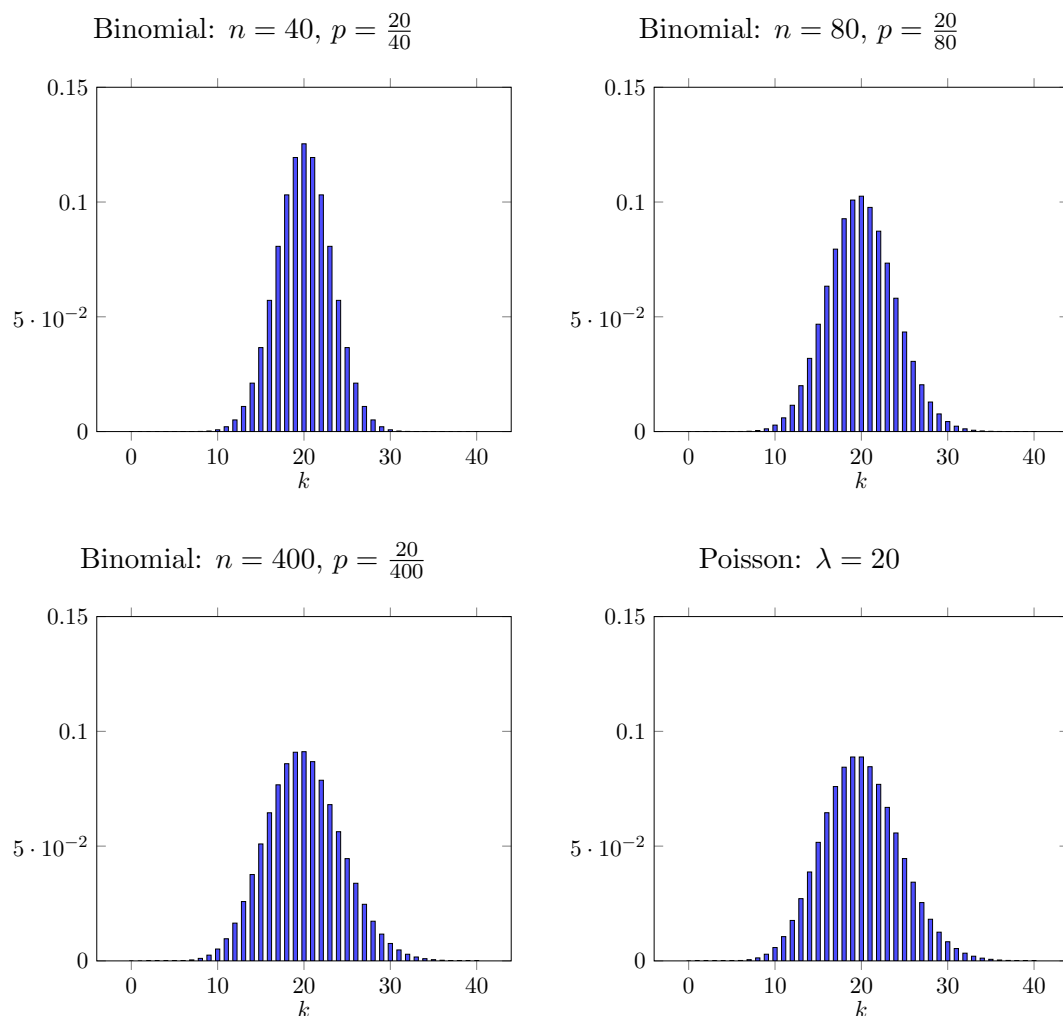 Binomial: n = 40, p = 20/40
0.15
0.1
5 · 10⁻²
0
0 10 20 30 40
k
Binomial: n = 80, p = 20/80
0.15
0.1
5 · 10⁻²
0
0 10 20 30 40
k
Binomial: n = 400, p = 20/400
0.15
0.1
5 · 10⁻²
0
0 10 20 30 40
k
Poisson: λ = 20
0.15
0.1
5 · 10⁻²
0
0 10 20 30 40
k